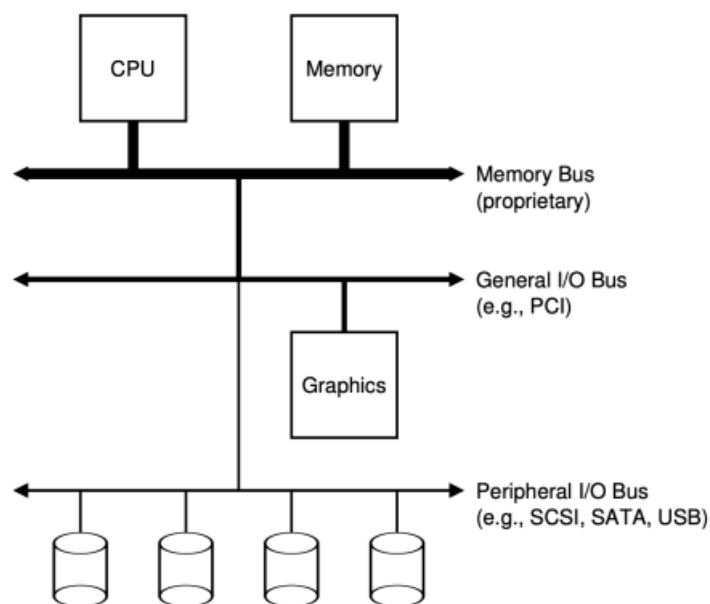 CPU
Memory
Memory Bus
(proprietary)
General I/O Bus
(e.g., PCI)
Graphics
Peripheral I/O Bus
(e.g., SCSI, SATA, USB)